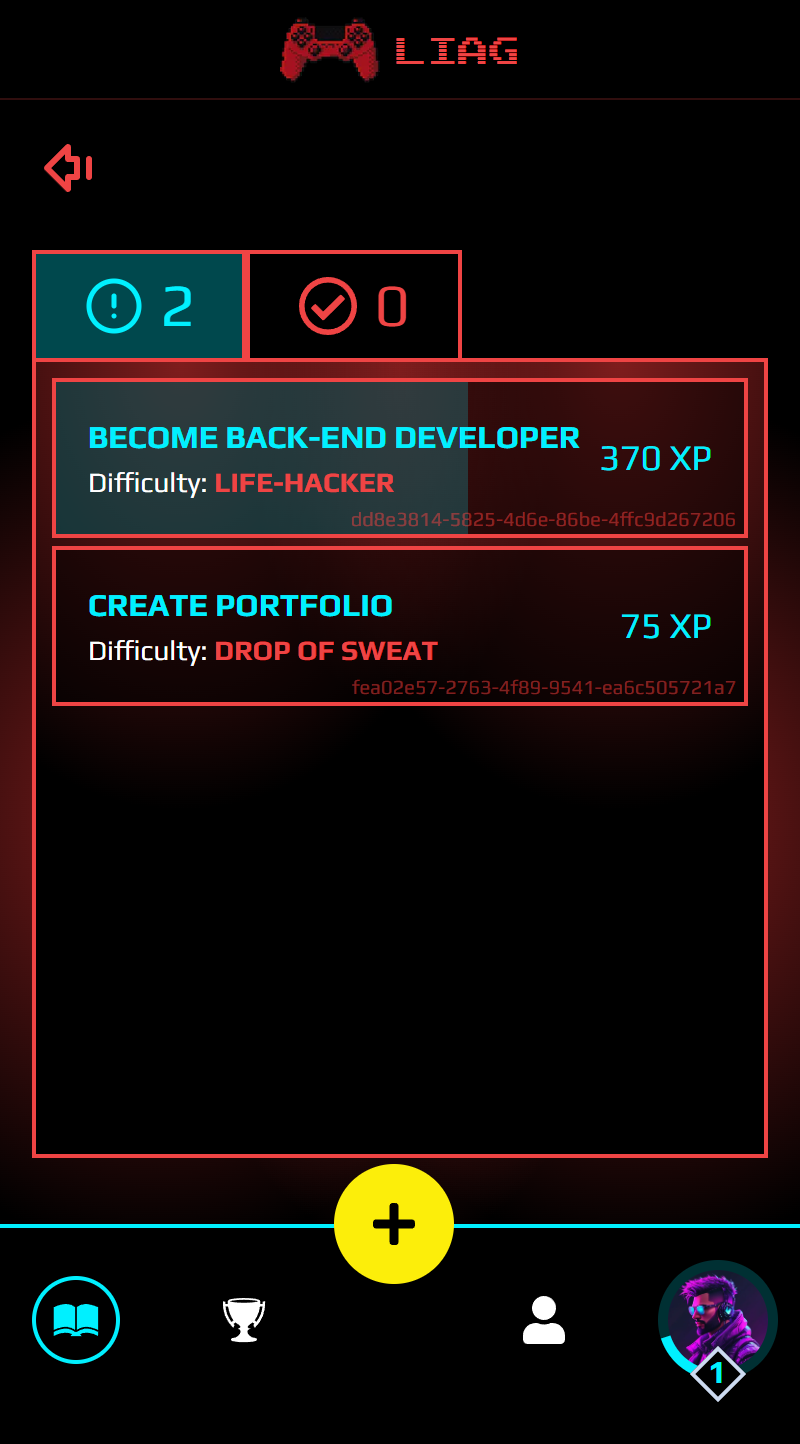 LIAG
2
0
BECOME BACK-END DEVELOPER
370 XP
Difficulty: LIFE-HACKER
dd8e3814-5825-4d6e-86be-4ffc9d267206
CREATE PORTFOLIO
75 XP
Difficulty: DROP OF SWEAT
fea02e57-2763-4f89-9541-ea6c505721a7
1